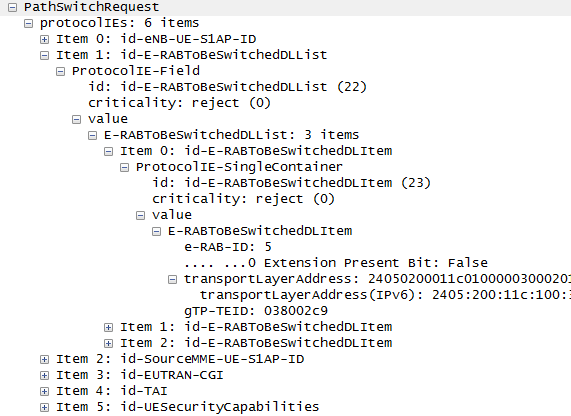 PathSwitchRequest
protocolIEs: 6 items
Item 0: id-eNB-UE-S1AP-ID
Item 1: id-E-RABToBeSwitchedDLList
ProtocolIE-Field
id: id-E-RABToBeSwitchedDLList (22)
criticality: reject (0)
value
E-RABToBeSwitchedDLList: 3 items
Item 0: id-E-RABToBeSwitchedDLItem
ProtocolIE-SingleContainer
id: id-E-RABToBeSwitchedDLItem (23)
criticality: reject (0)
value
E-RABToBeSwitchedDLItem
e-RAB-ID: 5
.... ...0 Extension Present Bit: False
transportLayerAddress: 24050200011c0100000300020
transportLayerAddress(IPv6): 2405:200:11c:100:3
gTP-TEID: 038002c9
Item 1: id-E-RABToBeSwitchedDLItem
Item 2: id-E-RABToBeSwitchedDLItem
Item 2: id-SourceMME-UE-S1AP-ID
Item 3: id-EUTRAN-CGI
Item 4: id-TAI
Item 5: id-UESecurityCapabilities